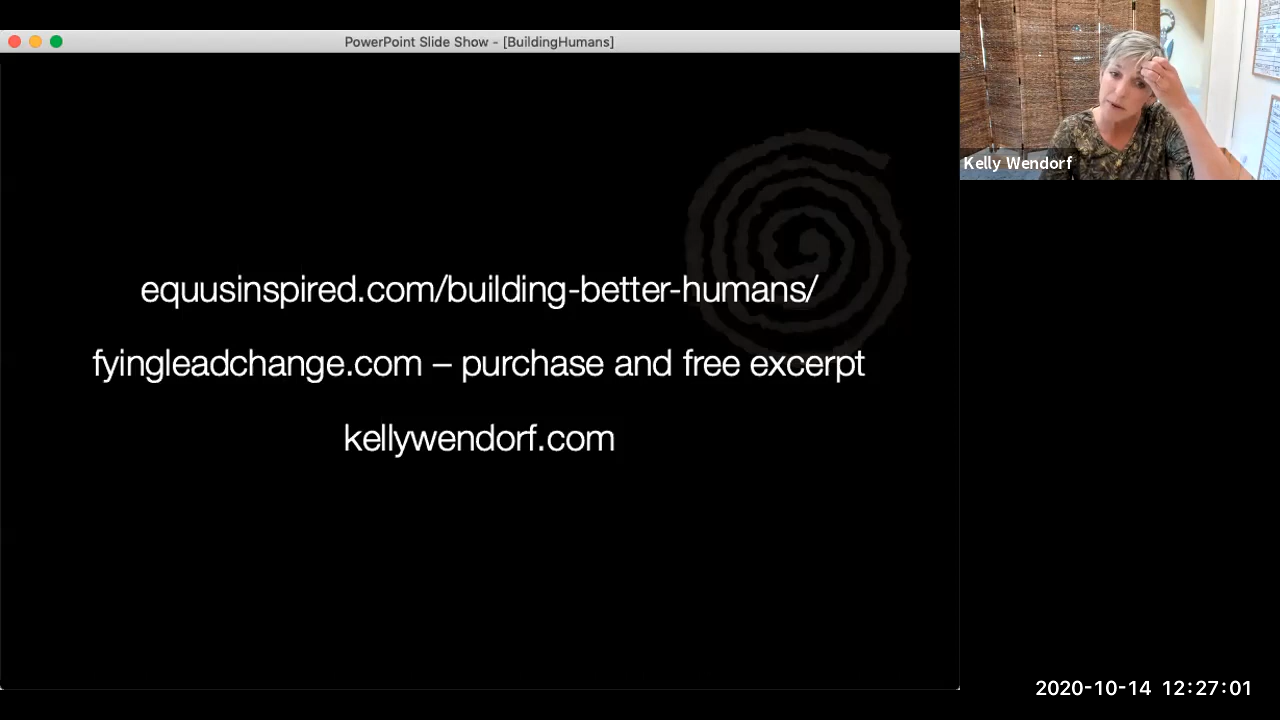 PowerPoint Slide Show - [BuildingHumans]
Kelly Wendorf
equusinspired.com/building-better-humans/
fyingleadchange.com – purchase and free excerpt
kellywendorf.com
2020-10-14 12:27:01